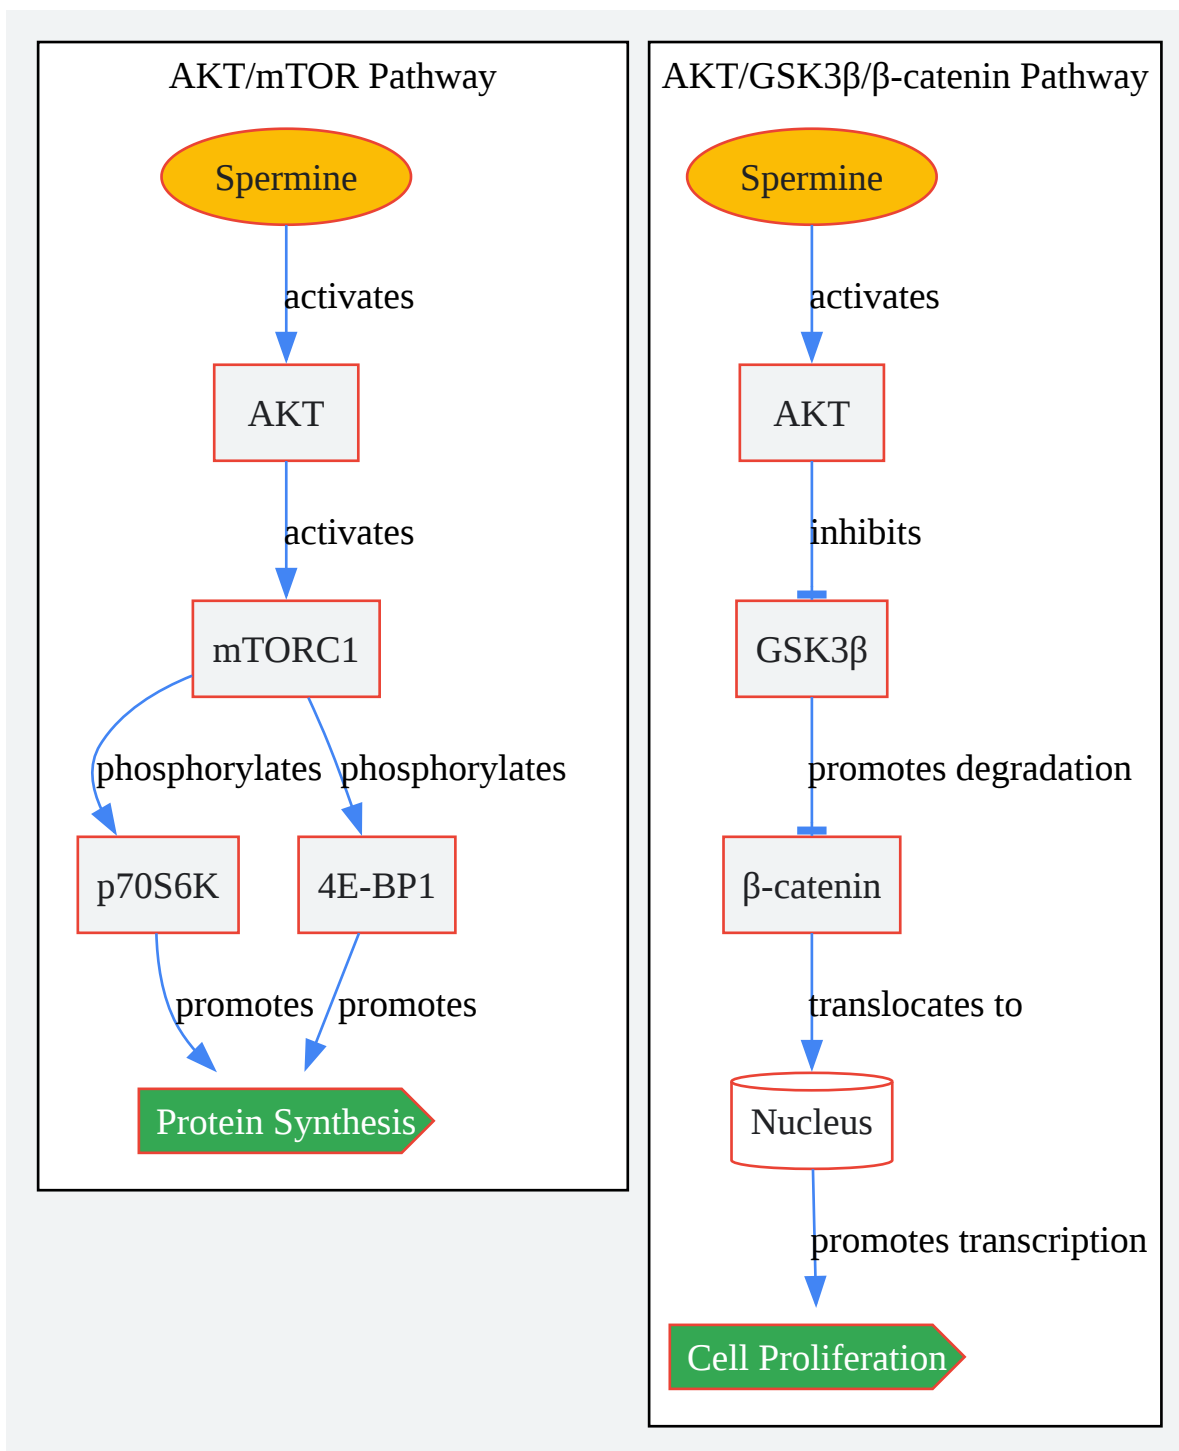 AKT/mTOR Pathway
Spermine
activates
AKT
activates
mTORC1
phosphorylates
phosphorylates
p70S6K
4E-BP1
promotes
promotes
Protein Synthesis
AKT/GSK3β/β-catenin Pathway
Spermine
activates
AKT
inhibits
GSK3β
promotes degradation
β-catenin
translocates to
Nucleus
promotes transcription
Cell Proliferation